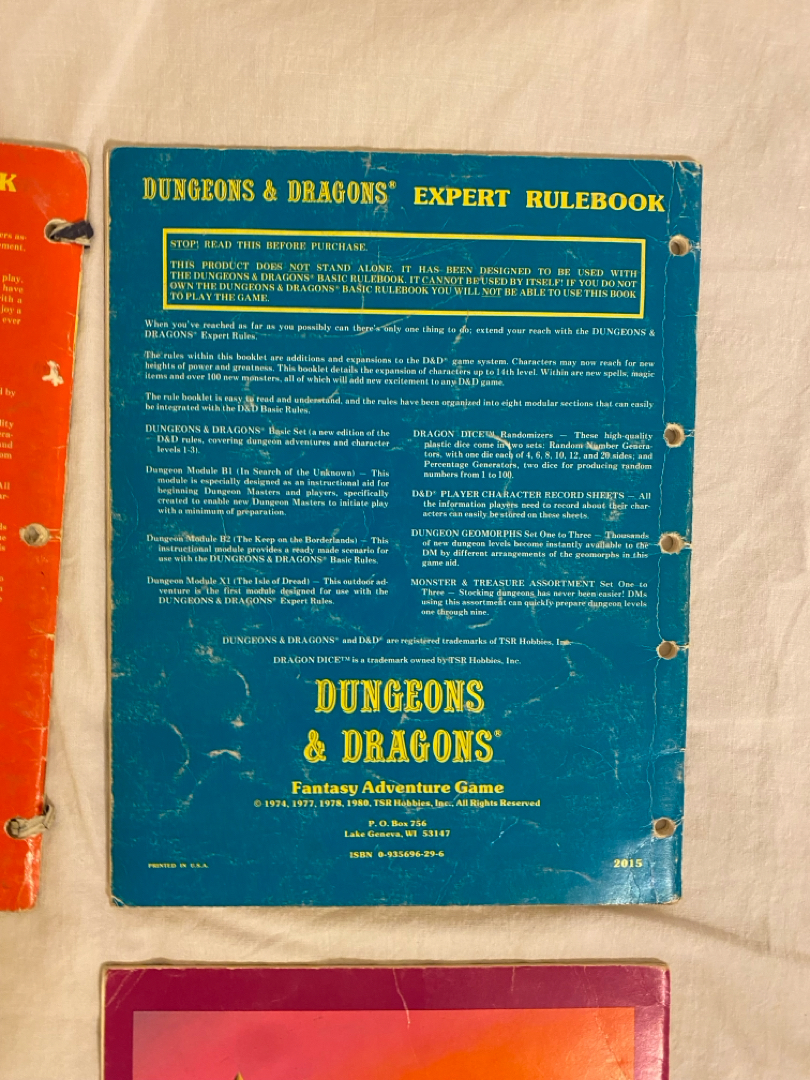 DUNGEONS & DRAGONS® EXPERT RULEBOOK
STOP! READ THIS BEFORE PURCHASE.
THIS PRODUCT DOES NOT STAND ALONE. IT HAS BEEN DESIGNED TO BE USED WITH
THE DUNGEONS & DRAGONS® BASIC RULEBOOK. IT CANNOT BE USED BY ITSELF! IF YOU DO NOT
OWN THE DUNGEONS & DRAGONS® BASIC RULEBOOK YOU WILL NOT BE ABLE TO USE THIS BOOK
TO PLAY THE GAME.
When you've reached as far as you possibly can there's only one thing to do; extend your reach with the DUNGEONS &
DRAGONS® Expert Rules.
The rules within this booklet are additions and expansions to the D&D® game system. Characters may now reach for new
heights of power and greatness. This booklet details the expansion of characters up to 14th level. Within are new spells, magic
items and over 100 new monsters, all of which will add new excitement to any D&D game.
The rule booklet is easy to read and understand, and the rules have been organized into eight modular sections that can easily
be integrated with the D&D Basic Rules.
DUNGEONS & DRAGONS® Basic Set (a new edition of the
D&D rules, covering dungeon adventures and character
levels 1-3).
Dungeon Module B1 (In Search of the Unknown) — This
module is especially designed as an instructional aid for
beginning Dungeon Masters and players, specifically
created to enable new Dungeon Masters to initiate play
with a minimum of preparation.
Dungeon Module B2 (The Keep on the Borderlands) — This
instructional module provides a ready made scenario for
use with the DUNGEONS & DRAGONS® Basic Rules.
Dungeon Module X1 (The Isle of Dread) — This outdoor ad-
venture is the first module designed for use with the
DUNGEONS & DRAGONS® Expert Rules.
DRAGON DICE™ Randomizers — These high-quality
plastic dice come in two sets: Random Number Genera-
tors, with one die each of 4, 6, 8, 10, 12, and 20 sides; and
Percentage Generators, two dice for producing random
numbers from 1 to 100.
D&D® PLAYER CHARACTER RECORD SHEETS — All
the information players need to record about their char-
acters can easily be stored on these sheets.
DUNGEON GEOMORPHS Set One to Three — Thousands
of new dungeon levels become instantly available to the
DM by different arrangements of the geomorphs in this
game aid.
MONSTER & TREASURE ASSORTMENT Set One to
Three — Stocking dungeons has never been easier! DMs
using this assortment can quickly prepare dungeon levels
one through nine.
DUNGEONS & DRAGONS® and D&D® are registered trademarks of TSR Hobbies, Inc.
DRAGON DICE™ is a trademark owned by TSR Hobbies, Inc.
DUNGEONS
& DRAGONS®
Fantasy Adventure Game
© 1974, 1977, 1978, 1980, TSR Hobbies, Inc., All Rights Reserved
P.O. Box 756
Lake Geneva, WI 53147
ISBN 0-935696-29-6
PRINTED IN U.S.A.
2015
K
play.
have
ith a
joy a
ever